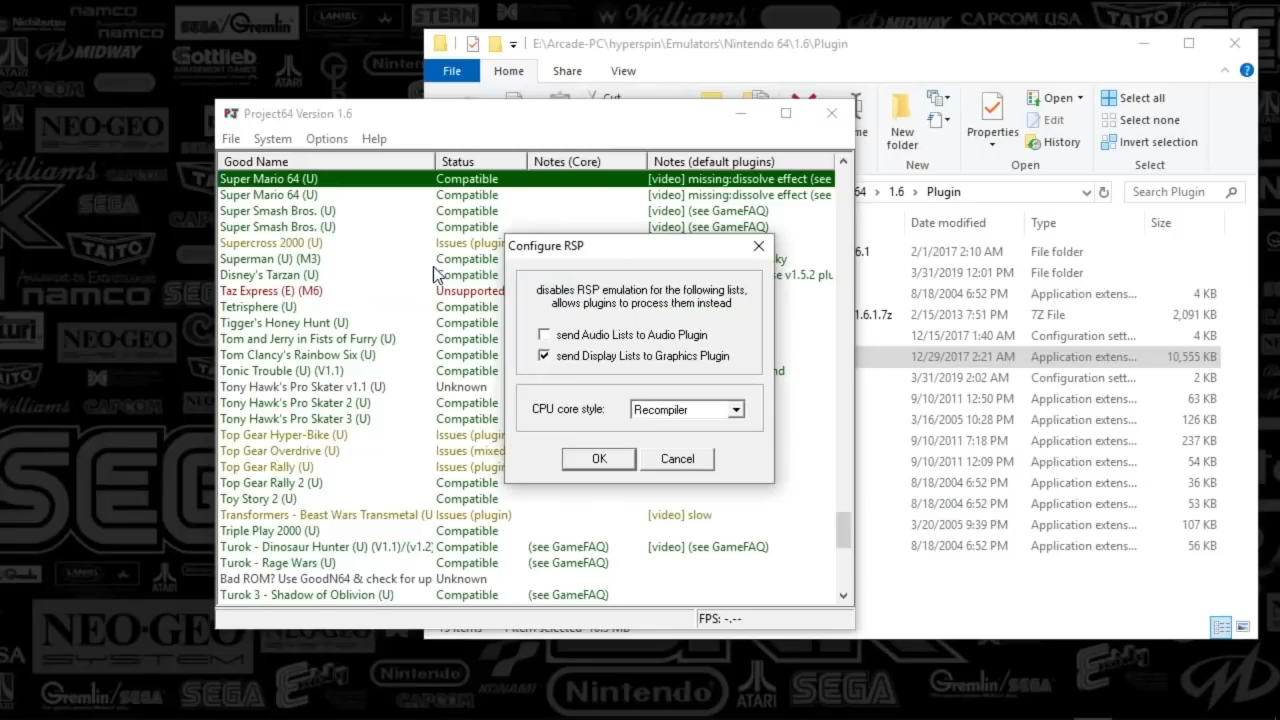 E:\Arcade-PC\hyperspin\Emulators\Nintendo 64\1.6\Plugin
File Home Share View
Cut
New folder
Properties
Open
Edit
History
Select all
Select none
Invert selection
New
Open
Select
64 › 1.6 › Plugin
Search Plugin
Date modified Type Size
6.1 2/1/2017 2:10 AM File folder
3/31/2019 12:01 PM File folder
8/18/2004 6:52 PM Application extens... 4 KB
1.6.1.7z 2/15/2013 7:51 PM 7Z File 2,091 KB
12/15/2017 1:40 AM Configuration sett... 4 KB
12/29/2017 2:21 AM Application extens... 10,555 KB
3/31/2019 2:02 AM Configuration sett... 2 KB
9/10/2011 12:50 PM Application extens... 63 KB
3/16/2005 10:28 PM Application extens... 109 KB
9/10/2011 7:18 PM Application extens... 237 KB
9/10/2011 12:09 PM Application extens... 54 KB
8/18/2004 6:52 PM Application extens... 36 KB
8/18/2004 6:52 PM Application extens... 53 KB
3/20/2005 9:39 PM Application extens... 107 KB
8/18/2004 6:52 PM Application extens... 56 KB
Project64 Version 1.6
File System Options Help
Good Name Status Notes (Core) Notes (default plugins)
Super Mario 64 (U) Compatible [video] missing:dissolve effect (see
Super Mario 64 (U) Compatible [video] missing:dissolve effect (see
Super Smash Bros. (U) Compatible [video] (see GameFAQ)
Super Smash Bros. (U) Compatible [video] (see GameFAQ)
Supercross 2000 (U) Issues (plugin
Superman (U) (M3) Compatible
Disney's Tarzan (U) Compatible e v1.5.2 plu
Taz Express (E) (M6) Unsupported
Tetrisphere (U) Compatible
Tigger's Honey Hunt (U) Compatible
Tom and Jerry in Fists of Furry (U) Compatible
Tom Clancy's Rainbow Six (U) Compatible
Tonic Trouble (U) (V1.1) Compatible
Tony Hawk's Pro Skater v1.1 (U) Unknown
Tony Hawk's Pro Skater 2 (U) Compatible
Tony Hawk's Pro Skater 3 (U) Compatible
Top Gear Hyper-Bike (U) Issues (plugin
Top Gear Overdrive (U) Issues (mixed
Top Gear Rally (U) Issues (plugin
Top Gear Rally 2 (U) Compatible
Toy Story 2 (U) Compatible
Transformers - Beast Wars Transmetal (U Issues (plugin) [video] slow
Triple Play 2000 (U) Compatible
Turok - Dinosaur Hunter (U) (V1.1)/(v1.2 Compatible (see GameFAQ) [video] (see GameFAQ)
Turok - Rage Wars (U) Compatible (see GameFAQ)
Bad ROM? Use GoodN64 & check for up Unknown
Turok 3 - Shadow of Oblivion (U) Compatible (see GameFAQ)
FPS: -.--
Configure RSP
disables RSP emulation for the following lists,
allows plugins to process them instead
send Audio Lists to Audio Plugin
send Display Lists to Graphics Plugin
CPU core style: Recompiler
OK Cancel